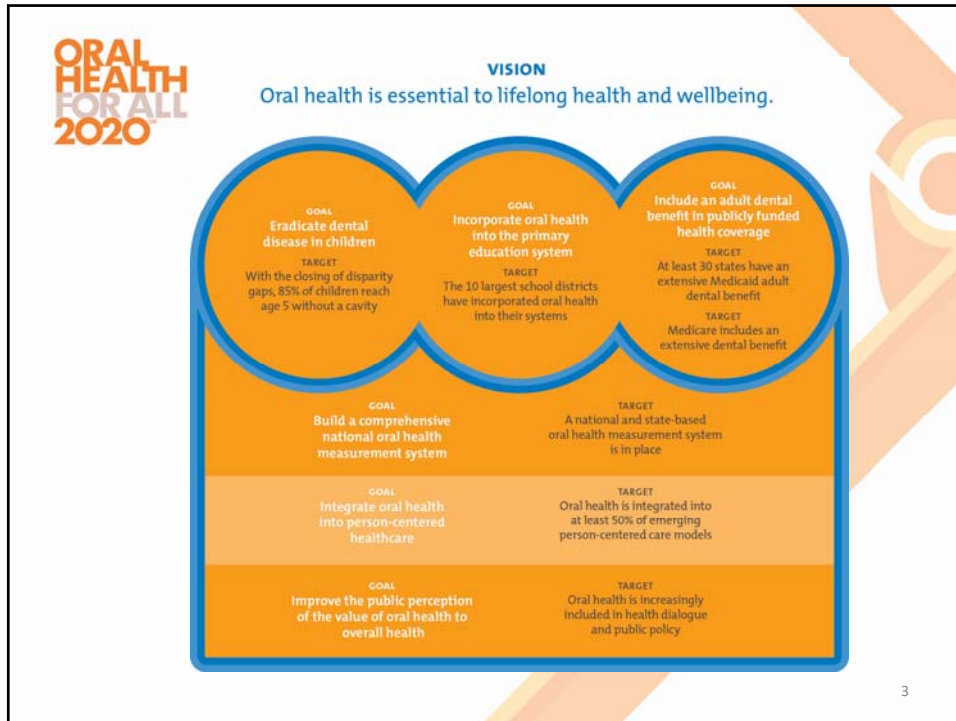 ORAL
HEALTH
FOR ALL
2020
VISION
Oral health is essential to lifelong health and wellbeing.
GOAL
Eradicate dental
disease in children
TARGET
With the closing of disparity
gaps, 85% of children reach
age 5 without a cavity
GOAL
Incorporate oral health
into the primary
education system
TARGET
The 10 largest school districts
have incorporated oral health
into their systems
GOAL
Include an adult dental
benefit in publicly funded
health coverage
TARGET
At least 30 states have an
extensive Medicaid adult
dental benefit
TARGET
Medicare includes an
extensive dental benefit
GOAL
Build a comprehensive
national oral health
measurement system
TARGET
A national and state-based
oral health measurement system
is in place
GOAL
Integrate oral health
into person-centered
healthcare
TARGET
Oral health is integrated into
at least 50% of emerging
person-centered care models
GOAL
Improve the public perception
of the value of oral health to
overall health
TARGET
Oral health is increasingly
included in health dialogue
and public policy
3